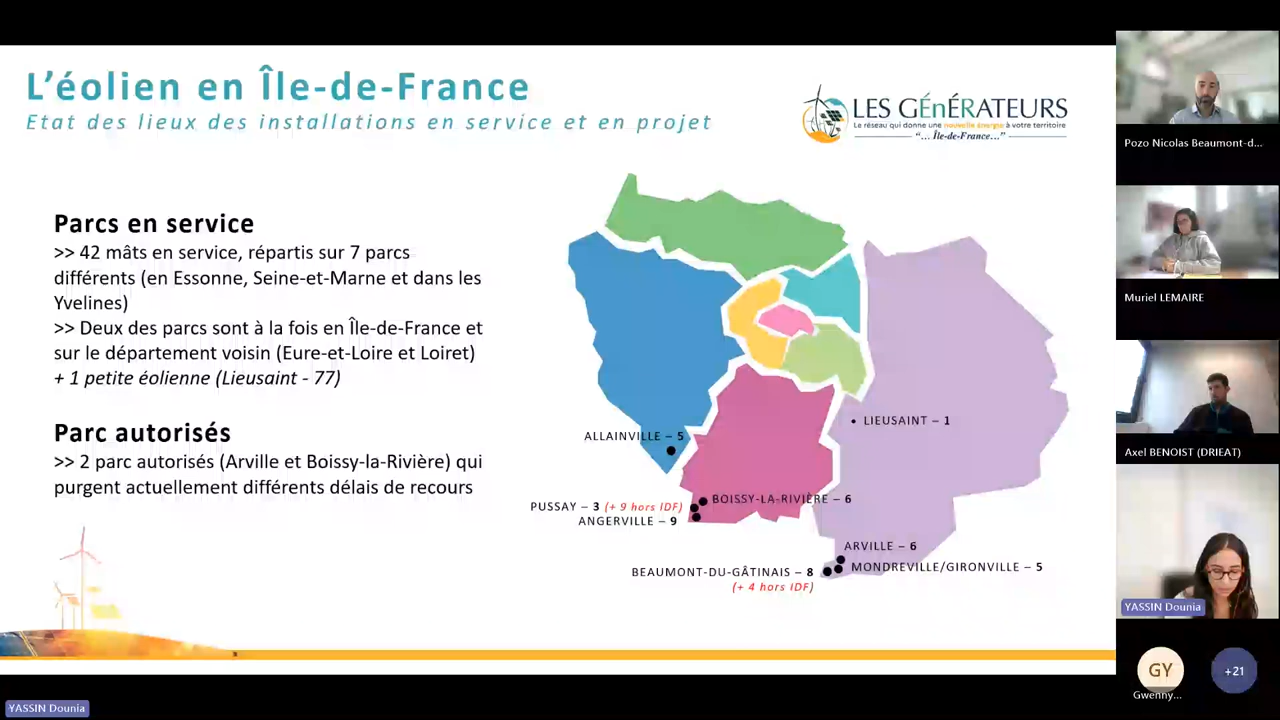 L'éolien en Île-de-France
Etat des lieux des installations en service et en projet
LES GÉnÉRATEURS
Le réseau qui donne une nouvelle énergie à votre territoire
"... Île-de-France..."
Parcs en service
>> 42 mâts en service, répartis sur 7 parcs
différents (en Essonne, Seine-et-Marne et dans les
Yvelines)
>> Deux des parcs sont à la fois en Île-de-France et
sur le département voisin (Eure-et-Loire et Loiret)
+ 1 petite éolienne (Lieusaint - 77)
Parc autorisés
>> 2 parc autorisés (Arville et Boissy-la-Rivière) qui
purgent actuellement différents délais de recours
LIEUSAINT – 1
ALLAINVILLE – 5
BOISSY-LA-RIVIÈRE – 6
PUSSAY – 3 (+ 9 hors IDF)
ANGERVILLE – 9
ARVILLE – 6
MONDREVILLE/GIRONVILLE – 5
BEAUMONT-DU-GÂTINAIS – 8
(+ 4 hors IDF)
Pozo Nicolas Beaumont-d...
Muriel LEMAIRE
Axel BENOIST (DRIEAT)
YASSIN Dounia
GY
Gwenny...
+21
YASSIN Dounia